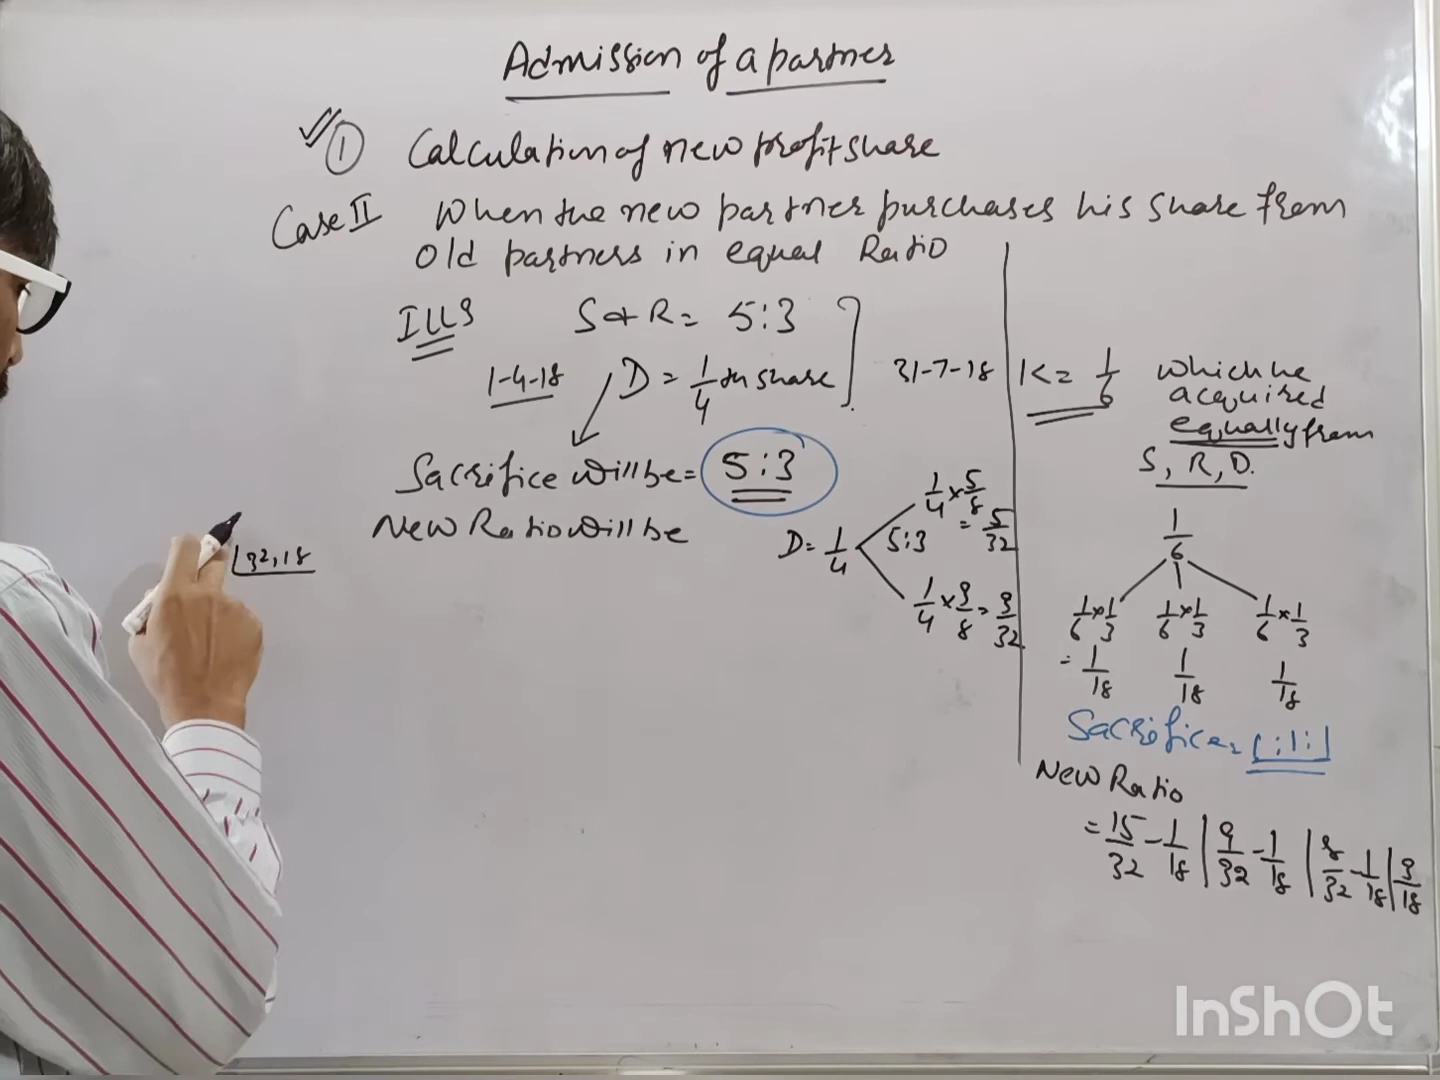 Admission of a partner
① Calculation of new profit share
Case II When the new partner purchases his share from
old partners in equal Ratio
ILLS S & R = 5:3
1-4-18 D = 1/4 th share
31-7-18 K = 1/6 which he
acquired
equally from
S, R, D.
Sacrifice will be = 5:3
New Ratio will be
D = 1/4 5:3
1/4 × 5/8
= 5/32
1/4 × 3/8 = 3/32
32, 18
1/6
1/6 × 1/3 1/6 × 1/3 1/6 × 1/3
= 1/18 1/18 1/18
Sacrifice = 1:1:1
New Ratio
= 15/32 - 1/18 | 9/32 - 1/18 | 8/32 - 1/18 | 3/18
InShOt